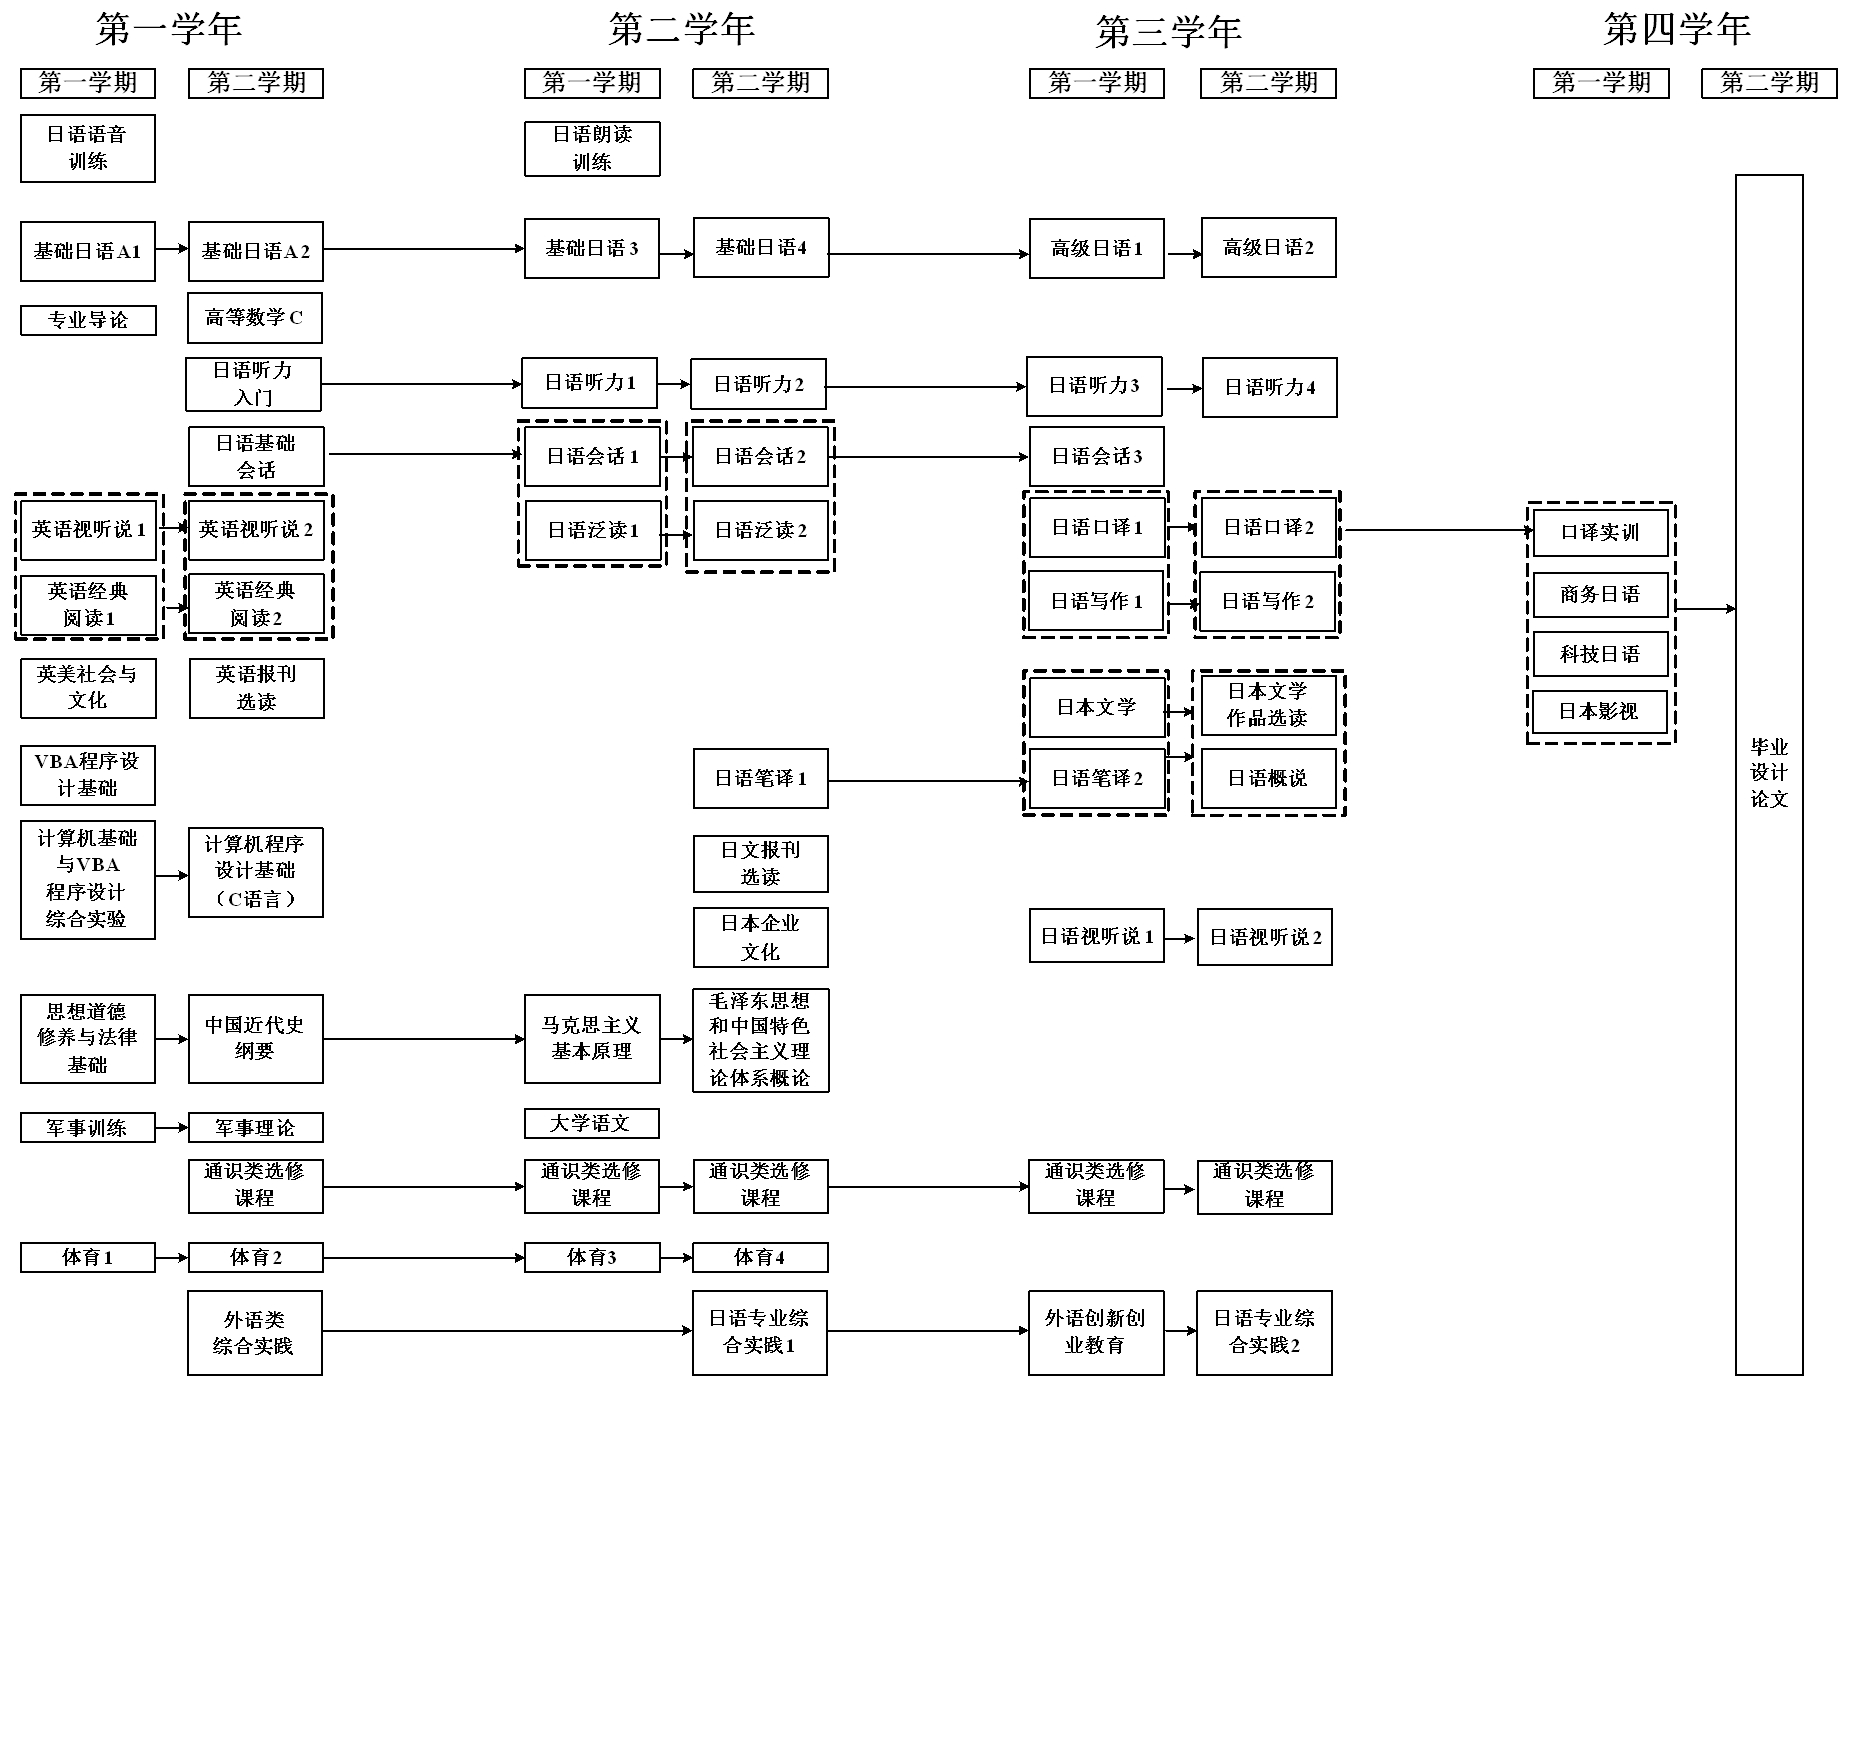 第一学年
第二学年
第三学年
第四学年
第一学期
第二学期
第一学期
第二学期
第一学期
第二学期
第一学期
第二学期
日语语音
训练
日语朗读
训练
基础日语A1
基础日语A2
基础日语3
基础日语4
高级日语1
高级日语2
专业导论
高等数学C
日语听力
入门
日语听力1
日语听力2
日语听力3
日语听力4
日语基础
会话
日语会话1
日语会话2
日语会话3
英语视听说1
英语视听说2
日语泛读1
日语泛读2
日语口译1
日语口译2
口译实训
英语经典
阅读1
英语经典
阅读2
日语写作1
日语写作2
商务日语
科技日语
英美社会与
文化
英语报刊
选读
日本文学
日本文学
作品选读
日本影视
VBA程序设
计基础
日语笔译1
日语笔译2
日语概说
毕业
设计
论文
计算机基础
与VBA
程序设计
综合实验
计算机程序
设计基础
（C语言）
日文报刊
选读
日本企业
文化
日语视听说1
日语视听说2
思想道德
修养与法律
基础
中国近代史
纲要
马克思主义
基本原理
毛泽东思想
和中国特色
社会主义理
论体系概论
军事训练
军事理论
大学语文
通识类选修
课程
通识类选修
课程
通识类选修
课程
通识类选修
课程
通识类选修
课程
体育1
体育2
体育3
体育4
外语类
综合实践
日语专业综
合实践1
外语创新创
业教育
日语专业综
合实践2